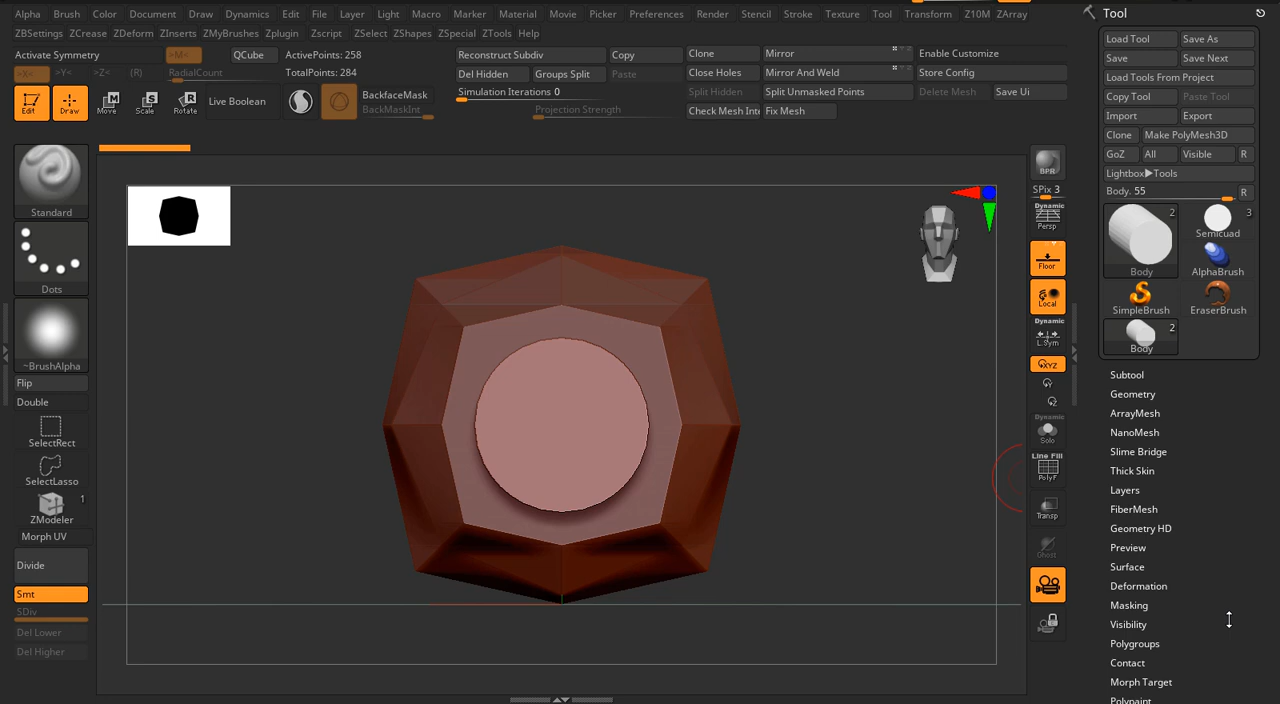 Alpha Brush Color Document Draw Dynamics Edit File Layer Light Macro Marker Material Movie Picker Preferences Render Stencil Stroke Texture Tool Transform Z10M ZArray
ZBSettings ZCrease ZDeform ZInserts ZMyBrushes Zplugin Zscript ZSelect ZShapes ZSpecial ZTools Help
Activate Symmetry >M< QCube ActivePoints: 258
>X< >Y< >Z< (R) RadialCount TotalPoints: 284
Edit Draw Move Scale Rotate Live Boolean BackfaceMask
BackMaskInt
Reconstruct Subdiv Copy
Del Hidden Groups Split Paste
Simulation Iterations 0
Projection Strength
Clone Mirror Enable Customize
Close Holes Mirror And Weld Store Config
Split Hidden Split Unmasked Points Delete Mesh Save Ui
Check Mesh Int Fix Mesh
Standard
Dots
~BrushAlpha
Flip
Double
SelectRect
SelectLasso
ZModeler 1
Morph UV
Divide
Smt
SDiv
Del Lower
Del Higher
BPR
SPix 3
Dynamic
Persp
Floor
Local
Dynamic
L.Sym
XYZ
Y
Z
Dynamic
Solo
Line Fill
PolyF
Transp
Ghost
Tool
Load Tool Save As
Save Save Next
Load Tools From Project
Copy Tool Paste Tool
Import Export
Clone Make PolyMesh3D
GoZ All Visible R
Lightbox▶Tools
Body. 55 R
2 3
Body Semicuad
AlphaBrush
SimpleBrush EraserBrush
2
Body
Subtool
Geometry
ArrayMesh
NanoMesh
Slime Bridge
Thick Skin
Layers
FiberMesh
Geometry HD
Preview
Surface
Deformation
Masking
Visibility
Polygroups
Contact
Morph Target
Polypaint